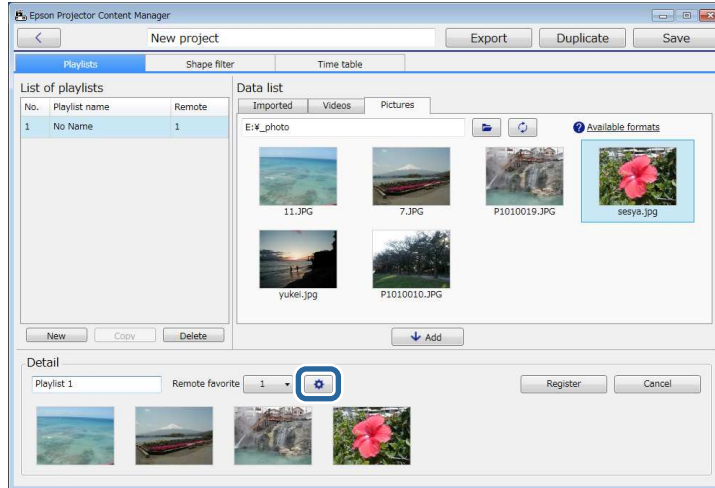 Epson Projector Content Manager
New project
Export
Duplicate
Save
Playlists
Shape filter
Time table
List of playlists
No. Playlist name Remote
1 No Name 1
Data list
Imported
Videos
Pictures
E:¥_photo
Available formats
11.JPG
7.JPG
P1010019.JPG
sesya.jpg
yukei.jpg
P1010010.JPG
New
Copy
Delete
Add
Detail
Playlist 1
Remote favorite 1
Register
Cancel